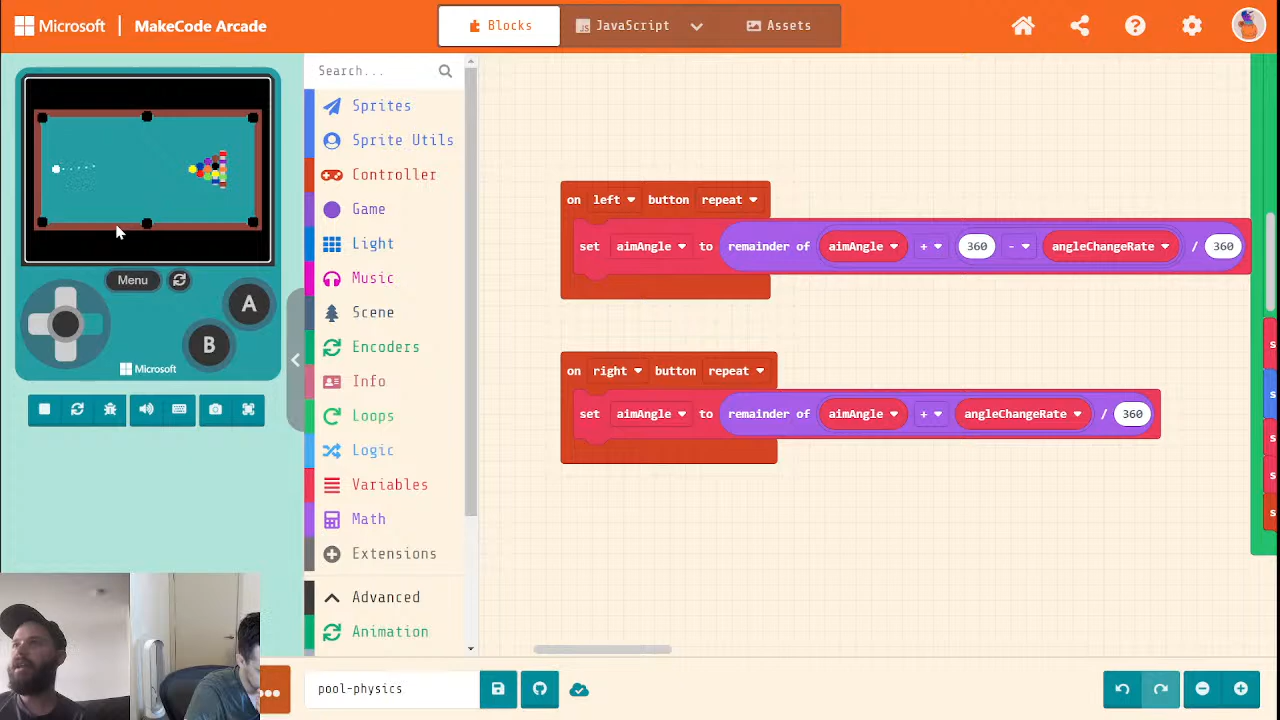 Microsoft | MakeCode Arcade
Blocks
JavaScript
Assets
Menu
A
B
Microsoft
Search...
Sprites
Sprite Utils
Controller
Game
Light
Music
Scene
Encoders
Info
Loops
Logic
Variables
Math
Extensions
Advanced
Animation
on left button repeat
set aimAngle to remainder of aimAngle + 360 - angleChangeRate / 360
on right button repeat
set aimAngle to remainder of aimAngle + angleChangeRate / 360
s
s
s
s
s
pool-physics